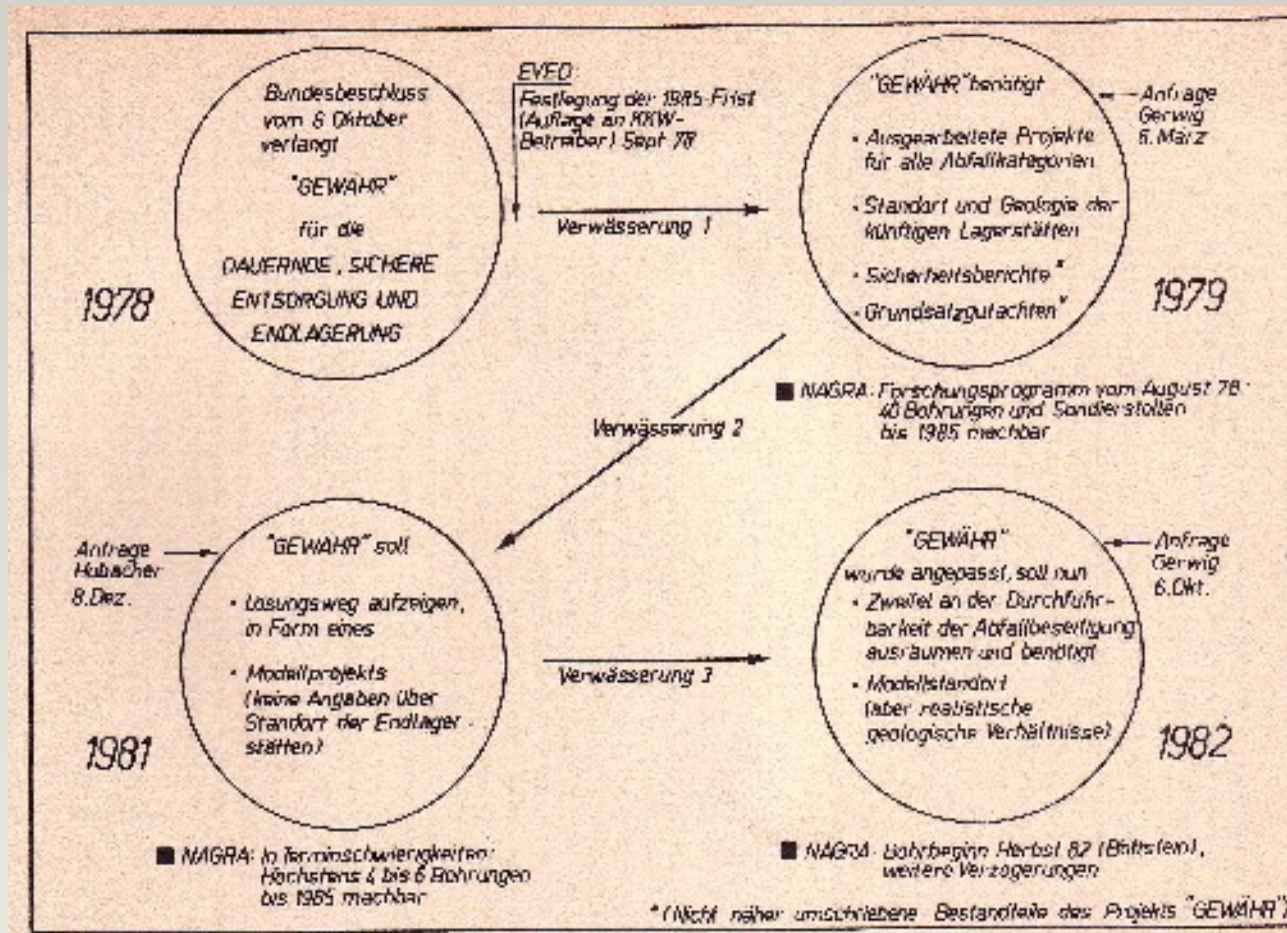 Bundesbeschluss
vom 6 Oktober
verlangt
"GEWÄHR"
für die
DAUERNDE, SICHERE
ENTSORGUNG UND
ENDLAGERUNG
1978
EVED:
Festlegung der 1985-Frist
(Auflage an KKW-
Betreiber) Sept 78
Verwässerung 1
"GEWÄHR" benötigt
• Ausgearbeitete Projekte
für alle Abfallkategorien
• Standort und Geologie der
künftigen Lagerstätten
• Sicherheitsberichte*
• Grundsatzgutachten*
Anfrage
Gerwig
6. März
1979
■ NAGRA: Forschungsprogramm vom August 78:
40 Bohrungen und Sondierstollen
bis 1985 machbar
Verwässerung 2
Anfrage
Hubacher
8. Dez.
"GEWÄHR" soll
• Lösungsweg aufzeigen,
in Form eines
• Modellprojekts
(keine Angaben über
Standort der Endlager-
stätten)
1981
■ NAGRA: In Terminschwierigkeiten:
Höchstens 4 bis 6 Bohrungen
bis 1985 machbar
Verwässerung 3
"GEWÄHR"
wurde angepasst, soll nun
• Zweifel an der Durchführ-
barkeit der Abfallbeseitigung
ausräumen und benötigt
• Modellstandort
(aber realistische
geologische Verhältnisse)
Anfrage
Gerwig
6. Okt.
1982
■ NAGRA: Bohrbeginn Herbst 82 (Böttstein),
weitere Verzögerungen
*(Nicht näher umschriebene Bestandteile des Projekts "GEWÄHR")